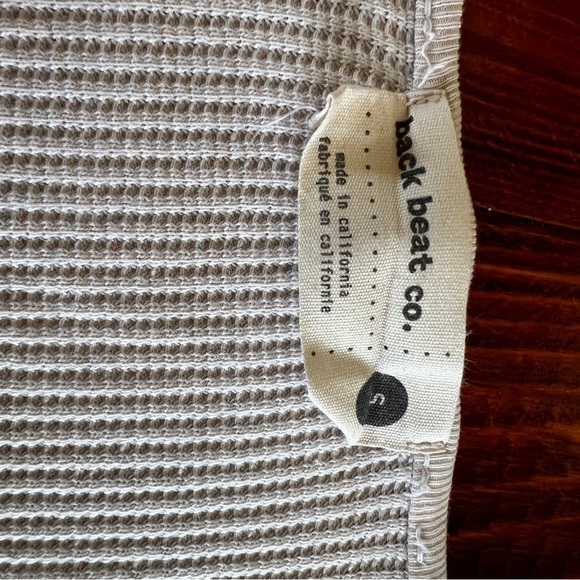 back beat co.
made in california
fabriqué en californie
S